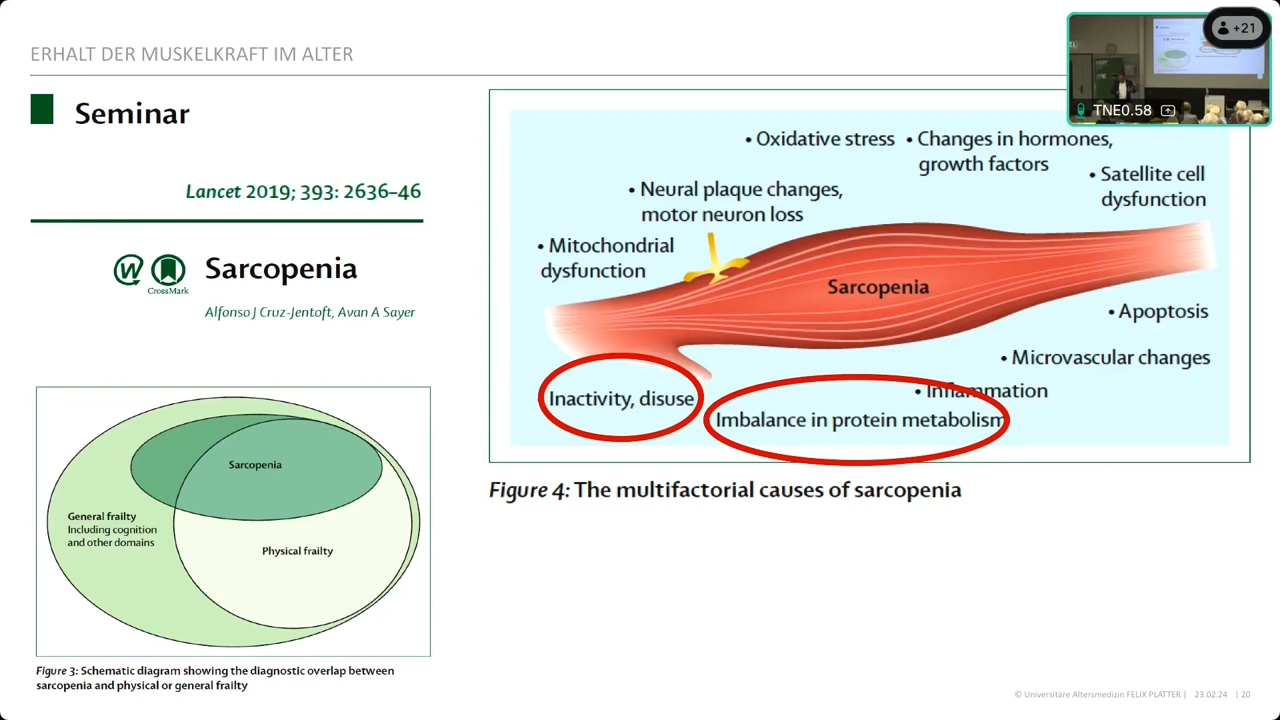 ERHALT DER MUSKELKRAFT IM ALTER
Seminar
Lancet 2019; 393: 2636–46
Sarcopenia
CrossMark
Alfonso J Cruz-Jentoft, Avan A Sayer
Sarcopenia
General frailty
Including cognition
and other domains
Physical frailty
Figure 3: Schematic diagram showing the diagnostic overlap between
sarcopenia and physical or general frailty
+21
TNE0.58
• Oxidative stress
• Changes in hormones,
growth factors
• Satellite cell
dysfunction
• Neural plaque changes,
motor neuron loss
• Mitochondrial
dysfunction
Sarcopenia
• Apoptosis
• Microvascular changes
• Inflammation
Inactivity, disuse
Imbalance in protein metabolism
Figure 4: The multifactorial causes of sarcopenia
© Universitäre Altersmedizin FELIX PLATTER | 23.02.24 | 20